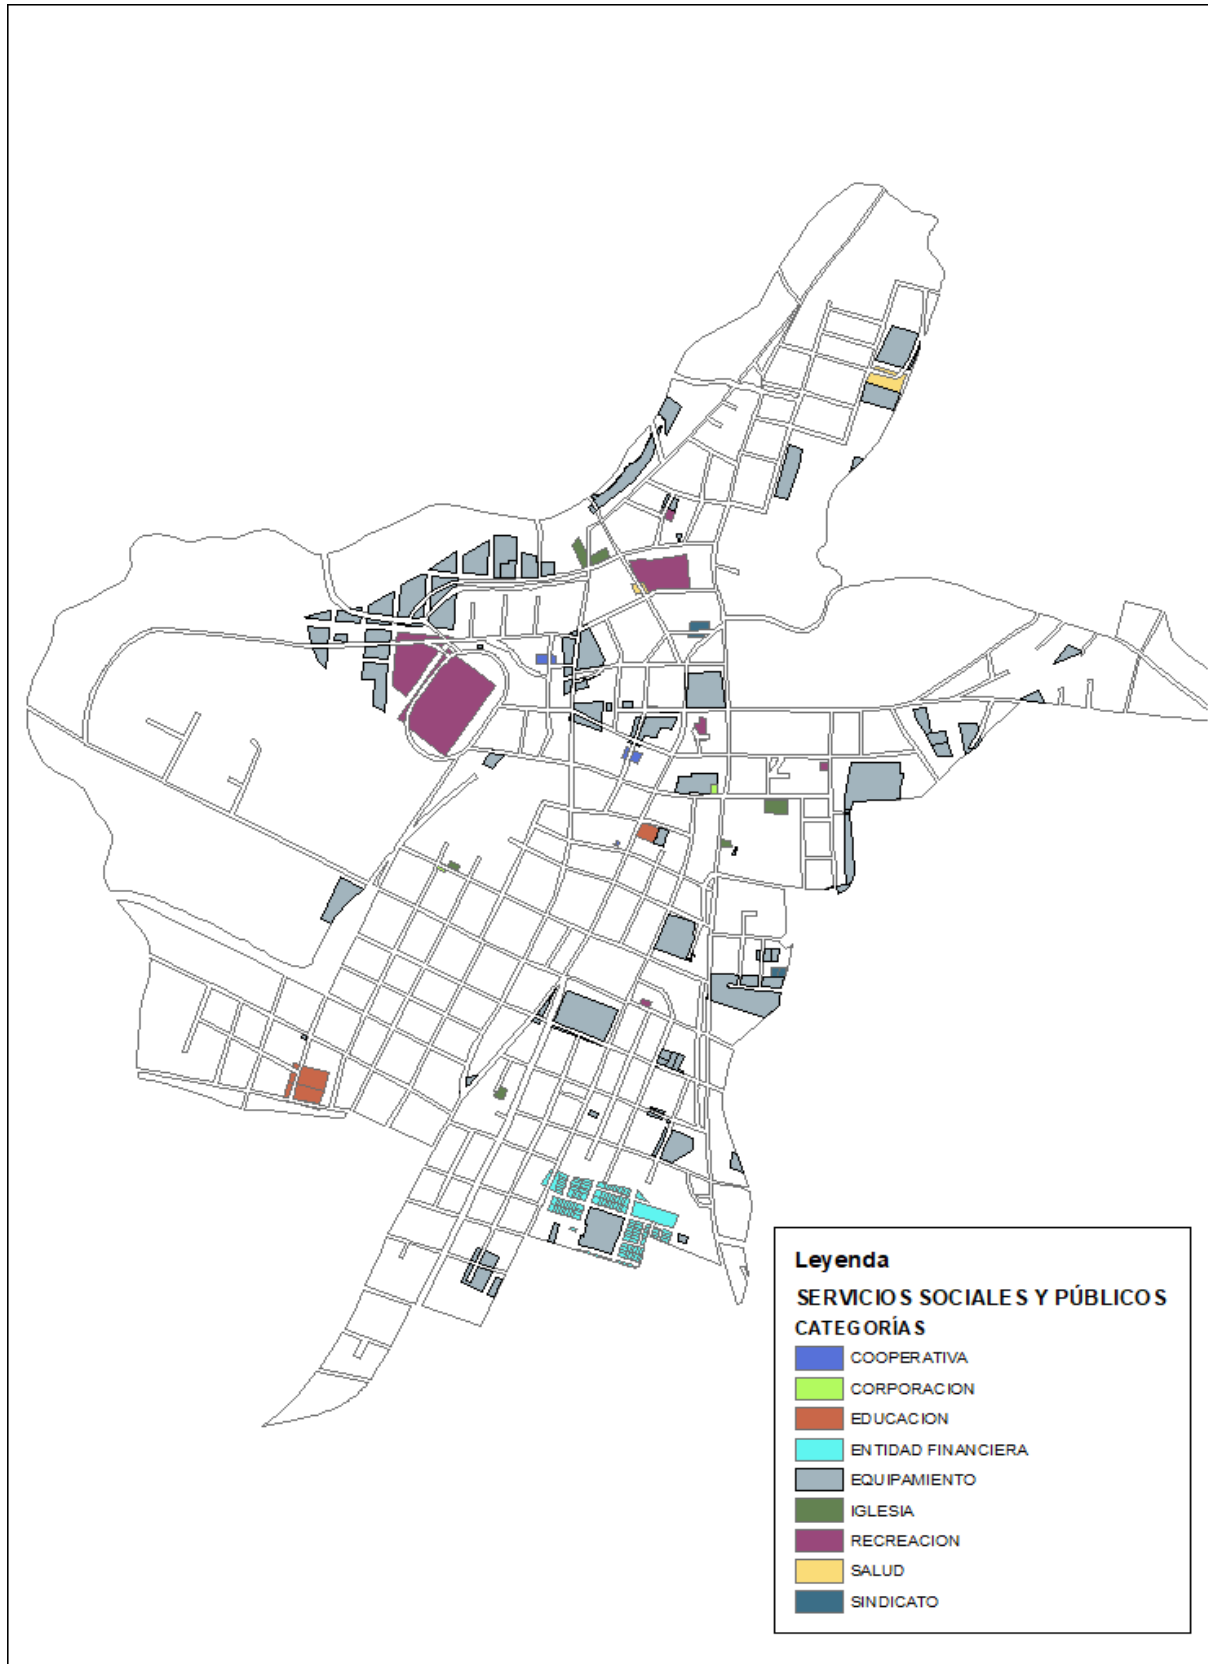 Leyenda
SERVICIOS SOCIALES Y PÚBLICOS
CATEGORÍAS
COOPERATIVA
CORPORACION
EDUCACION
ENTIDAD FINANCIERA
EQUIPAMIENTO
IGLESIA
RECREACION
SALUD
SINDICATO